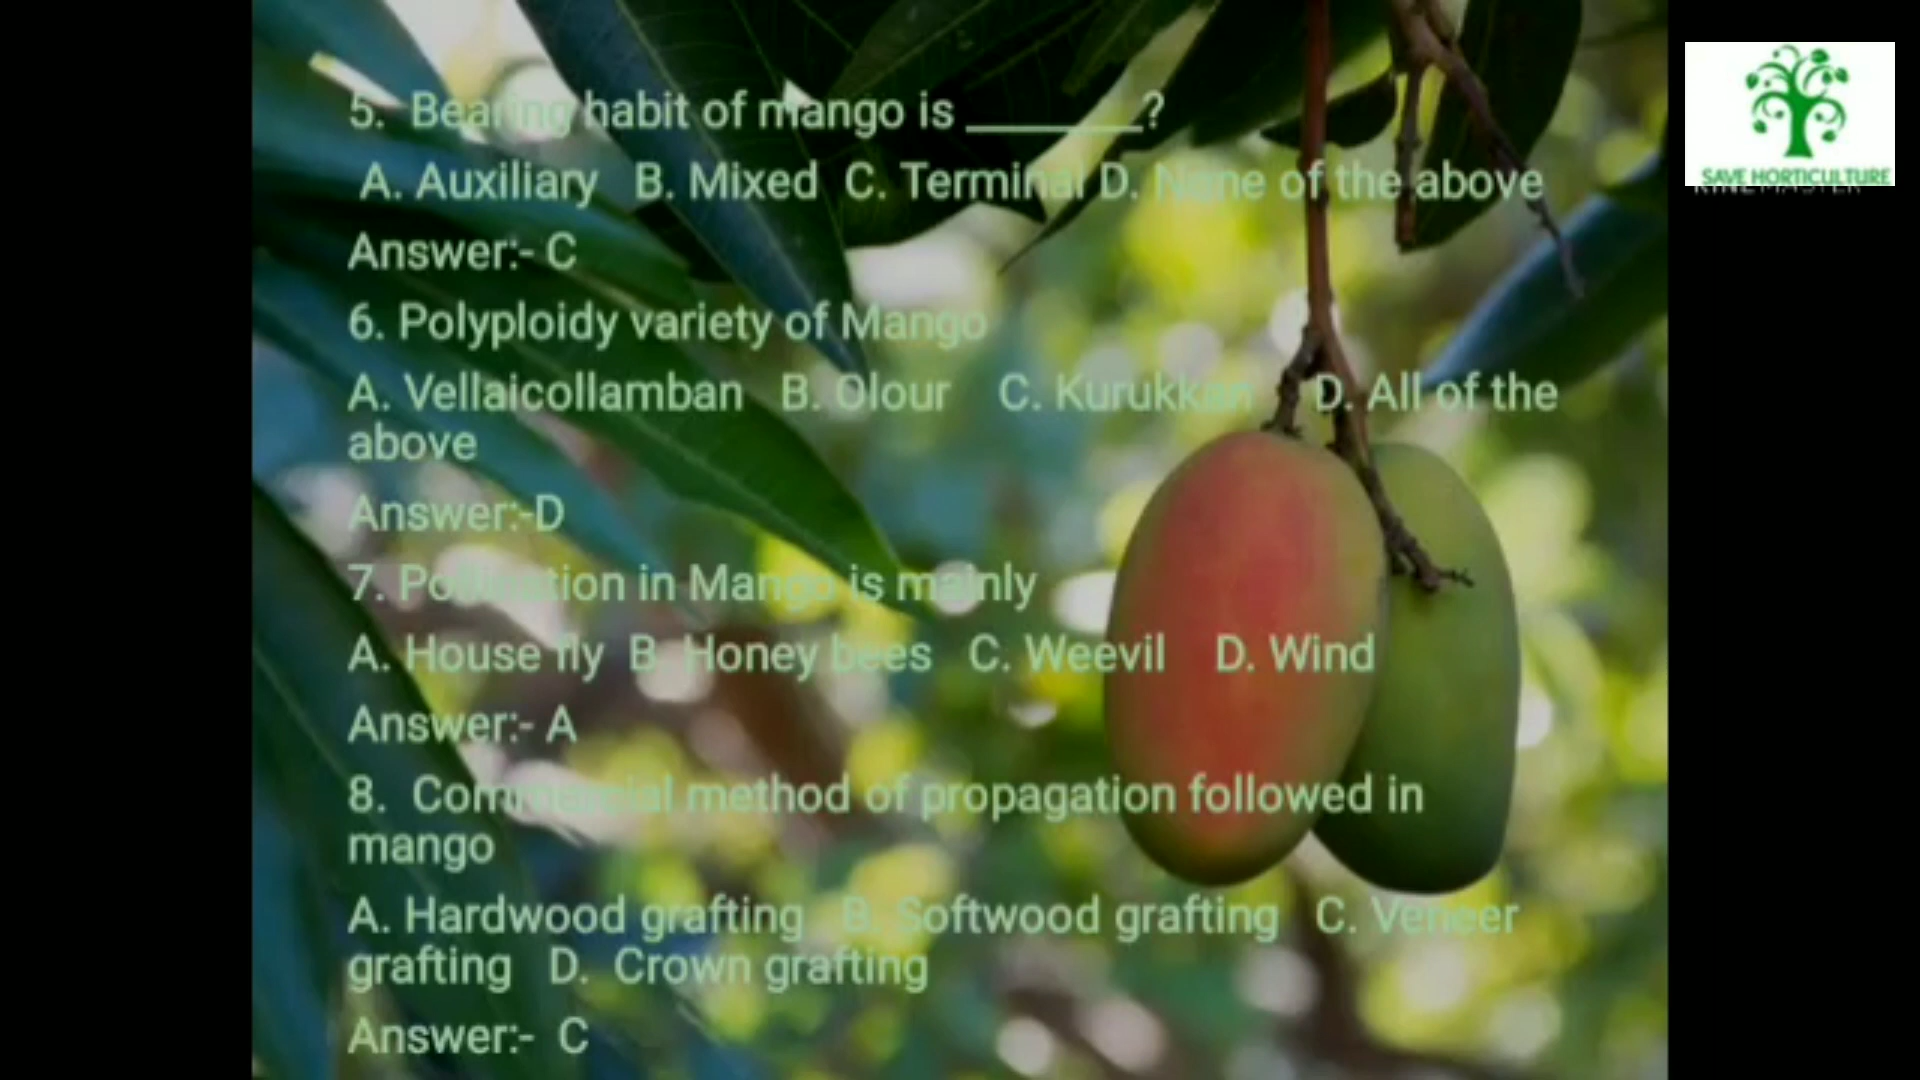 5. Bearing habit of mango is ________?
A. Auxiliary B. Mixed C. Terminal D. None of the above
Answer:- C
6. Polyploidy variety of Mango
A. Vellaicollamban B. Olour C. Kurukkan D. All of the
above
Answer:-D
7. Pollination in Mango is mainly
A. House fly B. Honey bees C. Weevil D. Wind
Answer:- A
8. Commercial method of propagation followed in
mango
A. Hardwood grafting B. Softwood grafting C. Veneer
grafting D. Crown grafting
Answer:- C
SAVE HORTICULTURE
KINEMASTER